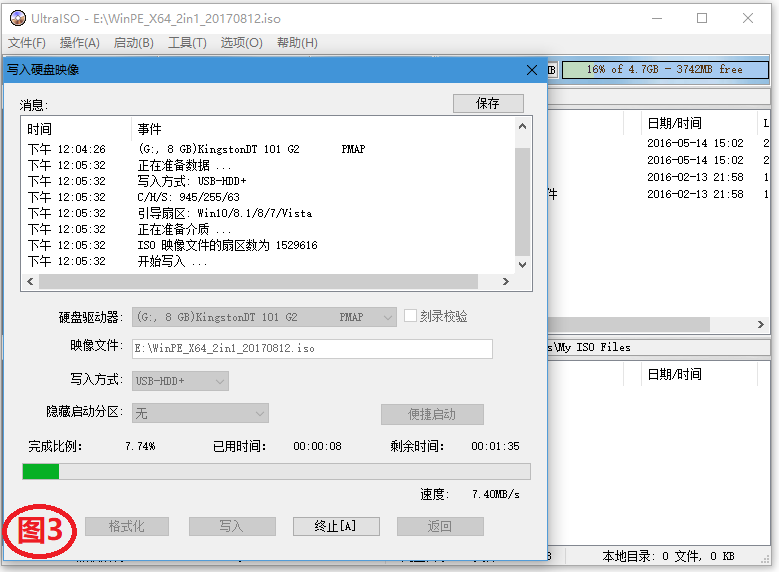 UltraISO - E:\WinPE_X64_2in1_20170812.iso
文件(F) 操作(A) 启动(B) 工具(T) 选项(O) 帮助(H)
写入硬盘映像
16% of 4.7GB - 3742MB free
消息:
保存
时间 事件
日期/时间
下午 12:04:26 (G:, 8 GB)KingstonDT 101 G2 PMAP
2016-05-14 15:02
下午 12:05:32 正在准备数据 ...
2016-05-14 15:02
下午 12:05:32 写入方式: USB-HDD+
件 2016-02-13 21:58
下午 12:05:32 C/H/S: 945/255/63
2016-02-13 21:58
下午 12:05:32 引导扇区: Win10/8.1/8/7/Vista
下午 12:05:32 正在准备介质 ...
下午 12:05:32 ISO 映像文件的扇区数为 1529616
下午 12:05:32 开始写入 ...
硬盘驱动器: (G:, 8 GB)KingstonDT 101 G2 PMAP 刻录校验
映像文件: E:\WinPE_X64_2in1_20170812.iso
s\My ISO Files
写入方式: USB-HDD+
日期/时间
隐藏启动分区: 无 便捷启动
完成比例: 7.74% 已用时间: 00:00:08 剩余时间: 00:01:35
速度: 7.40MB/s
图3
格式化 写入 终止[A] 返回
本地目录: 0 文件, 0 KB